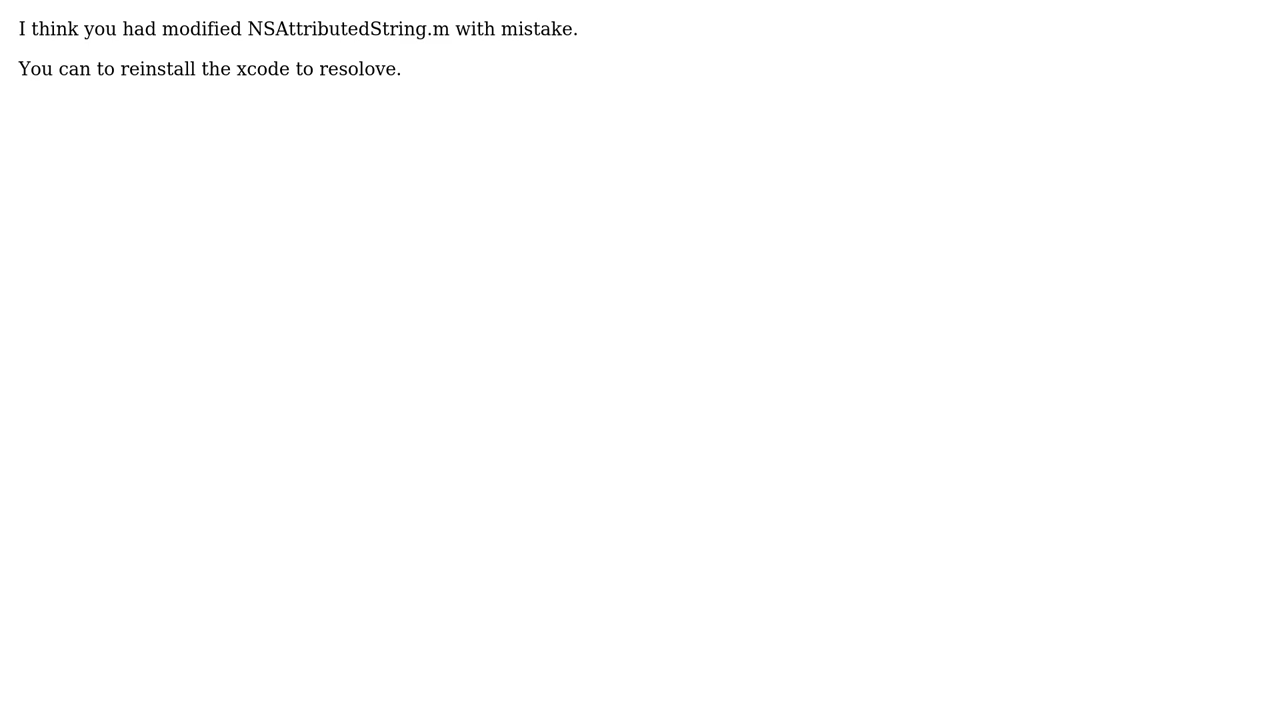 I think you had modified NSAttributedString.m with mistake.
You can to reinstall the xcode to resolove.